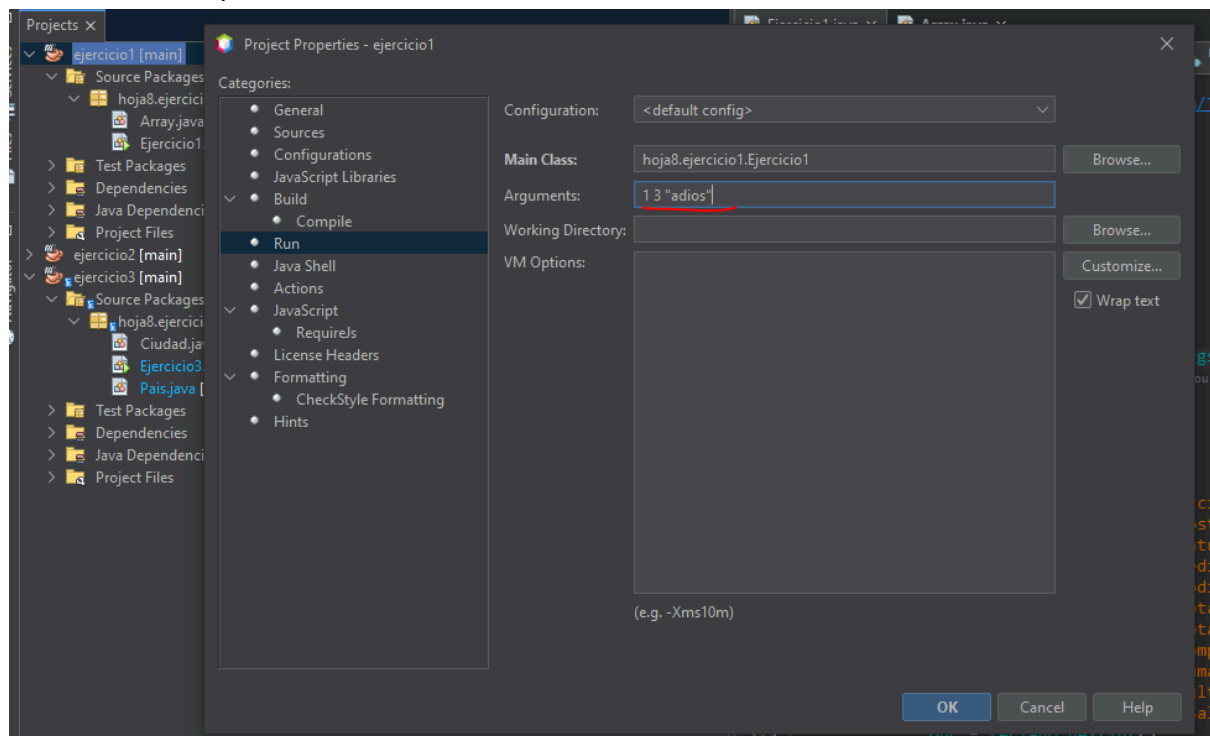 Projects
Project Properties - ejercicio1
ejercicio1 [main]
Source Packages
hoja8.ejercici
Array.java
Ejercicio1.
Test Packages
Dependencies
Java Dependenci
Project Files
ejercicio2 [main]
ejercicio3 [main]
Source Packages
hoja8.ejercici
Ciudad.ja
Ejercicio3.
Pais.java [
Test Packages
Dependencies
Java Dependenci
Project Files
Categories:
General
Sources
Configurations
JavaScript Libraries
Build
Compile
Run
Java Shell
Actions
JavaScript
RequireJs
License Headers
Formatting
CheckStyle Formatting
Hints
Configuration: <default config>
Main Class: hoja8.ejercicio1.Ejercicio1 Browse...
Arguments: 1 3 "adios"
Working Directory: Browse...
VM Options: Customize...
Wrap text
(e.g. -Xms10m)
OK Cancel Help